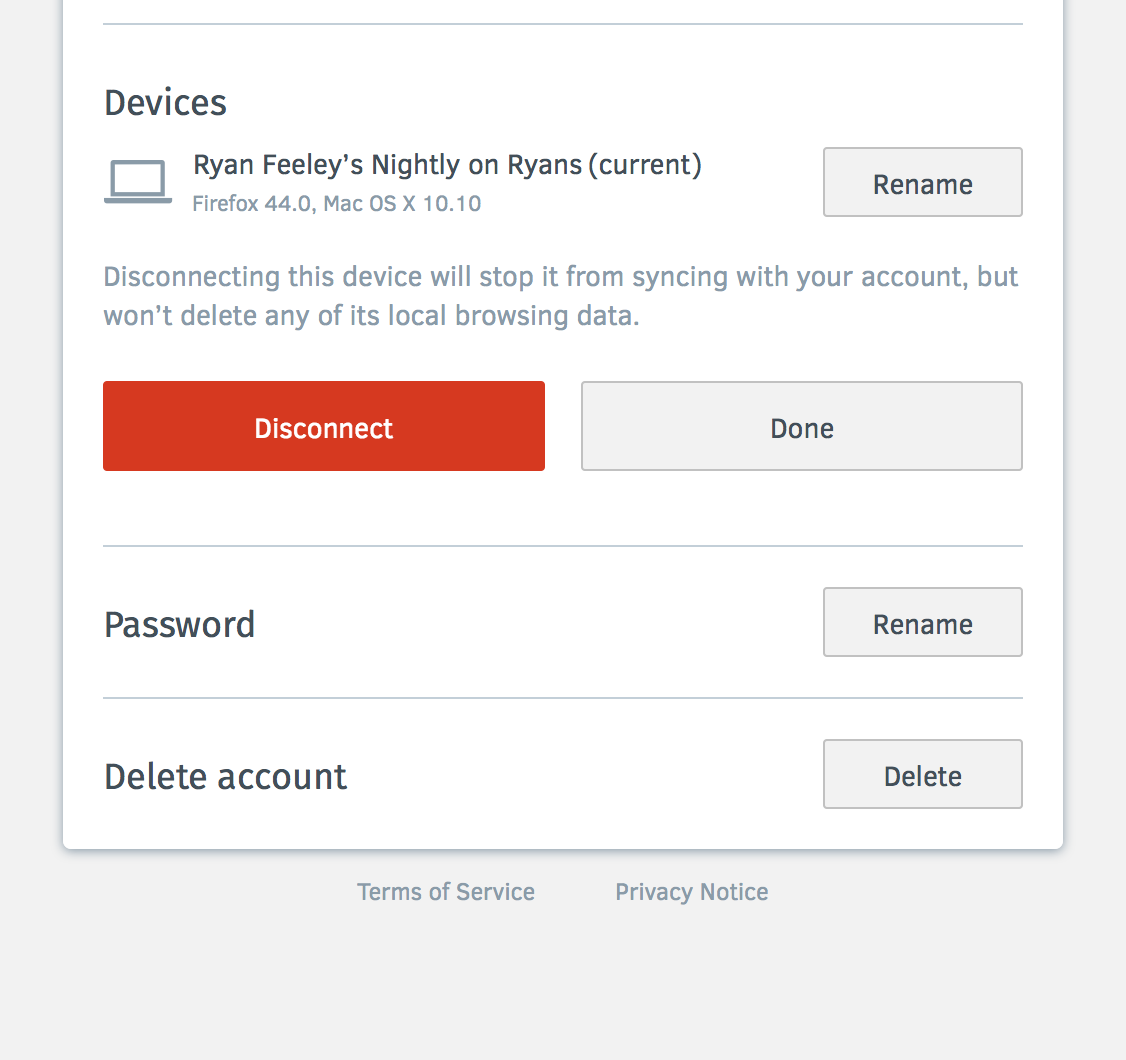 Devices
Ryan Feeley’s Nightly on Ryans (current)
Rename
Firefox 44.0, Mac OS X 10.10
Disconnecting this device will stop it from syncing with your account, but
won’t delete any of its local browsing data.
Disconnect
Done
Password
Rename
Delete account
Delete
Terms of Service
Privacy Notice